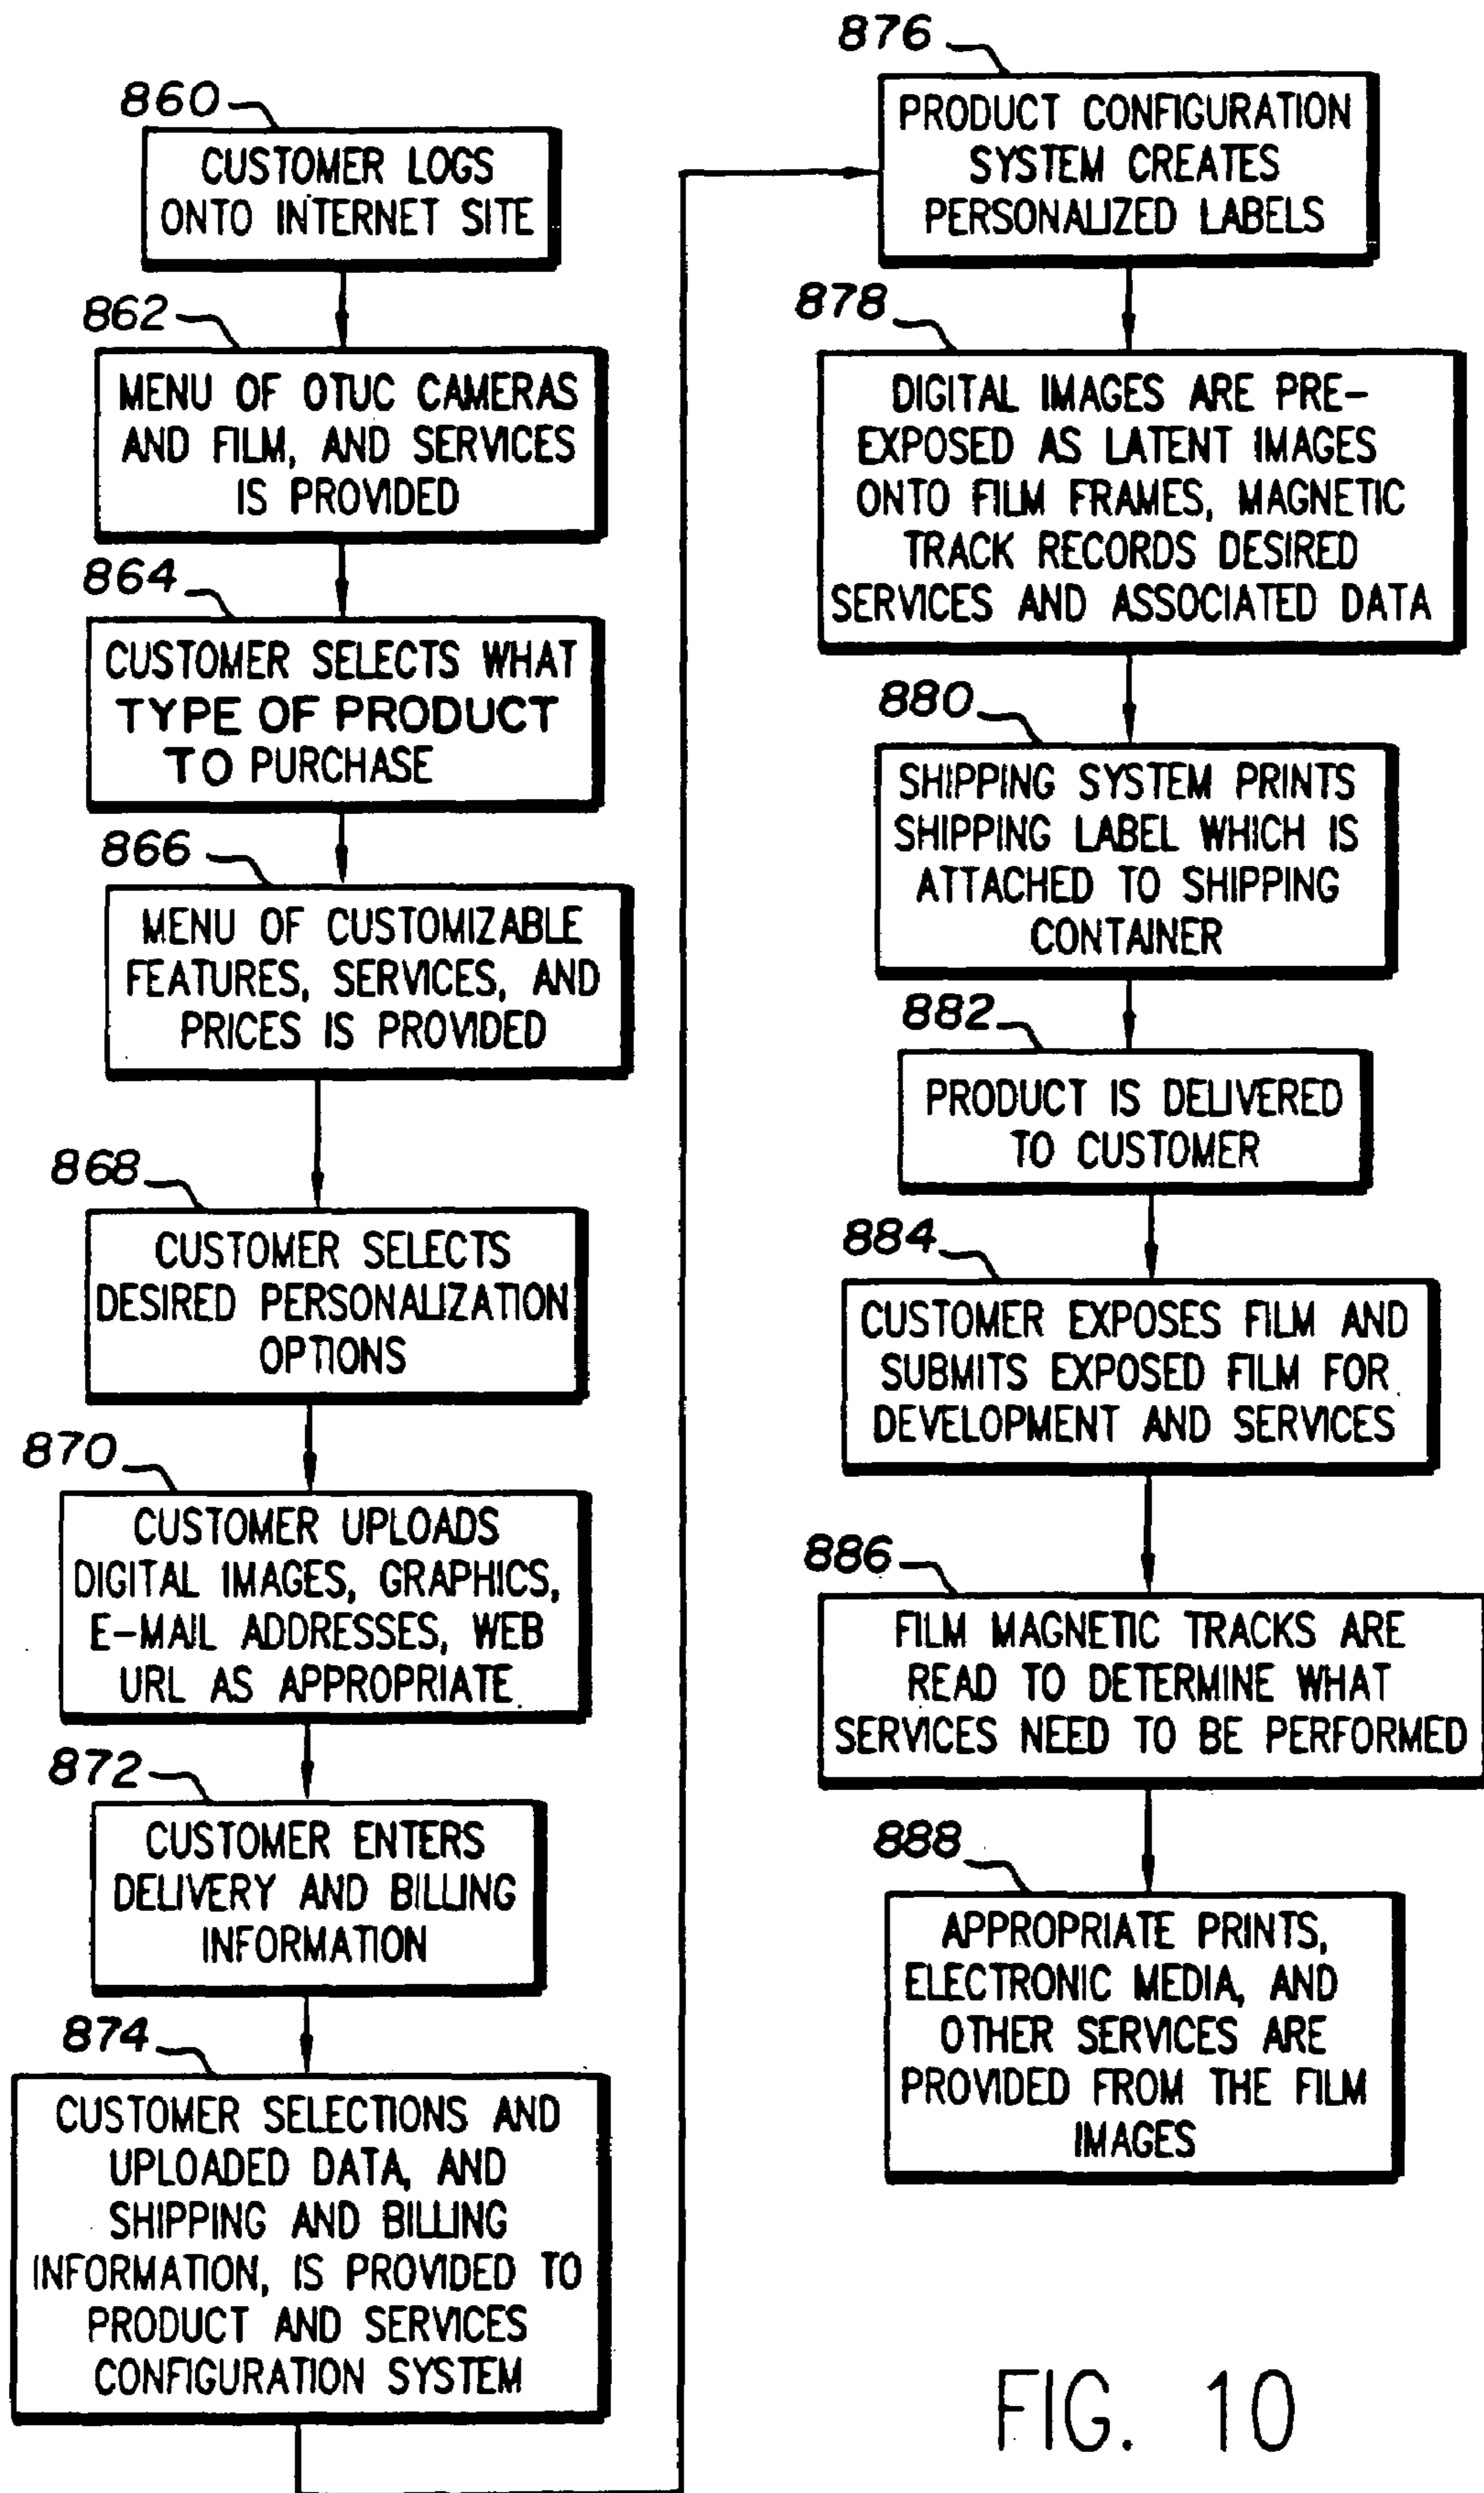 860
CUSTOMER LOGS
ONTO INTERNET SITE
862
MENU OF OTUC CAMERAS
AND FILM, AND SERVICES
IS PROVIDED
864
CUSTOMER SELECTS WHAT
TYPE OF PRODUCT
TO PURCHASE
866
MENU OF CUSTOMIZABLE
FEATURES, SERVICES, AND
PRICES IS PROVIDED
868
CUSTOMER SELECTS
DESIRED PERSONALIZATION
OPTIONS
870
CUSTOMER UPLOADS
DIGITAL IMAGES, GRAPHICS,
E-MAIL ADDRESSES, WEB
URL AS APPROPRIATE
872
CUSTOMER ENTERS
DELIVERY AND BILLING
INFORMATION
874
CUSTOMER SELECTIONS AND
UPLOADED DATA, AND
SHIPPING AND BILLING
INFORMATION, IS PROVIDED TO
PRODUCT AND SERVICES
CONFIGURATION SYSTEM
876
PRODUCT CONFIGURATION
SYSTEM CREATES
PERSONALIZED LABELS
878
DIGITAL IMAGES ARE PRE-
EXPOSED AS LATENT IMAGES
ONTO FILM FRAMES, MAGNETIC
TRACK RECORDS DESIRED
SERVICES AND ASSOCIATED DATA
880
SHIPPING SYSTEM PRINTS
SHIPPING LABEL WHICH IS
ATTACHED TO SHIPPING
CONTAINER
882
PRODUCT IS DELIVERED
TO CUSTOMER
884
CUSTOMER EXPOSES FILM AND
SUBMITS EXPOSED FILM FOR
DEVELOPMENT AND SERVICES
886
FILM MAGNETIC TRACKS ARE
READ TO DETERMINE WHAT
SERVICES NEED TO BE PERFORMED
888
APPROPRIATE PRINTS,
ELECTRONIC MEDIA, AND
OTHER SERVICES ARE
PROVIDED FROM THE FILM
IMAGES
FIG. 10